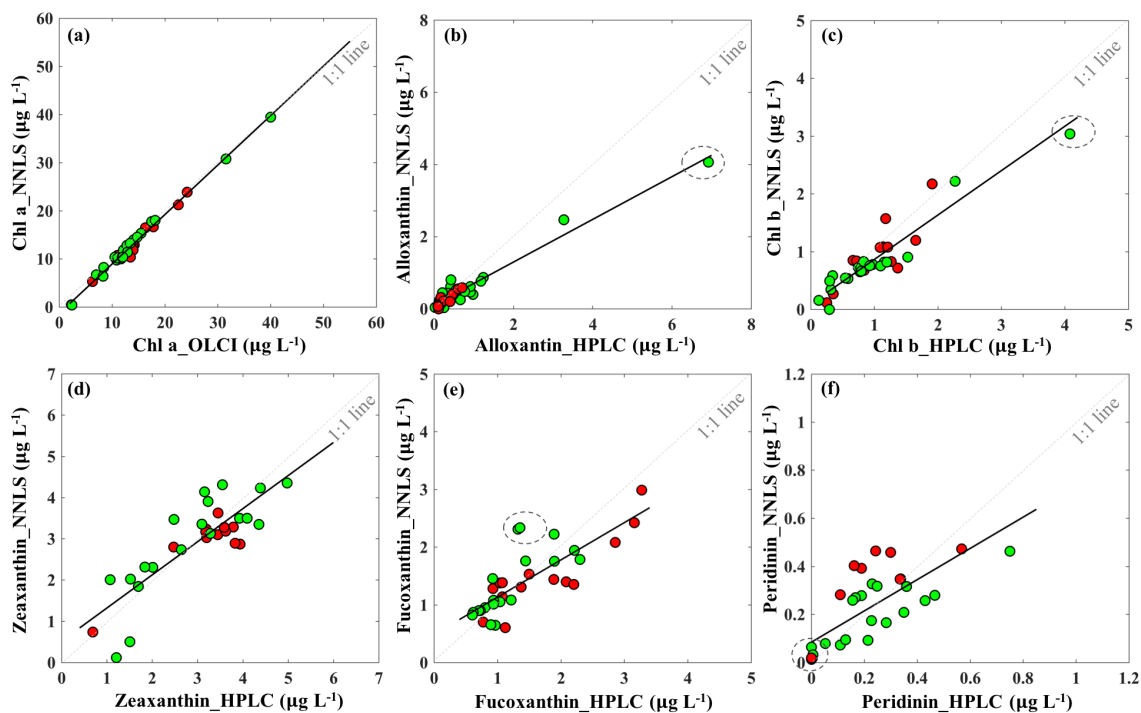 (a)
1:1 line
Chl a_NNLS (µg L-1)
60
50
40
30
20
10
0
0 10 20 30 40 50 60
Chl a_OLCI (µg L-1)
(b)
1:1 line
Alloxanthin_NNLS (µg L-1)
8
6
4
2
0
0 2 4 6 8
Alloxantin_HPLC (µg L-1)
(c)
1:1 line
Chl b_NNLS (µg L-1)
5
4
3
2
1
0
0 1 2 3 4 5
Chl b_HPLC (µg L-1)
(d)
1:1 line
Zeaxanthin_NNLS (µg L-1)
7
6
5
4
3
2
1
0
0 1 2 3 4 5 6 7
Zeaxanthin_HPLC (µg L-1)
(e)
1:1 line
Fucoxanthin_NNLS (µg L-1)
5
4
3
2
1
0
0 1 2 3 4 5
Fucoxanthin_HPLC (µg L-1)
(f)
1:1 line
Peridinin_NNLS (µg L-1)
1.2
1
0.8
0.6
0.4
0.2
0
0 0.2 0.4 0.6 0.8 1 1.2
Peridinin_HPLC (µg L-1)